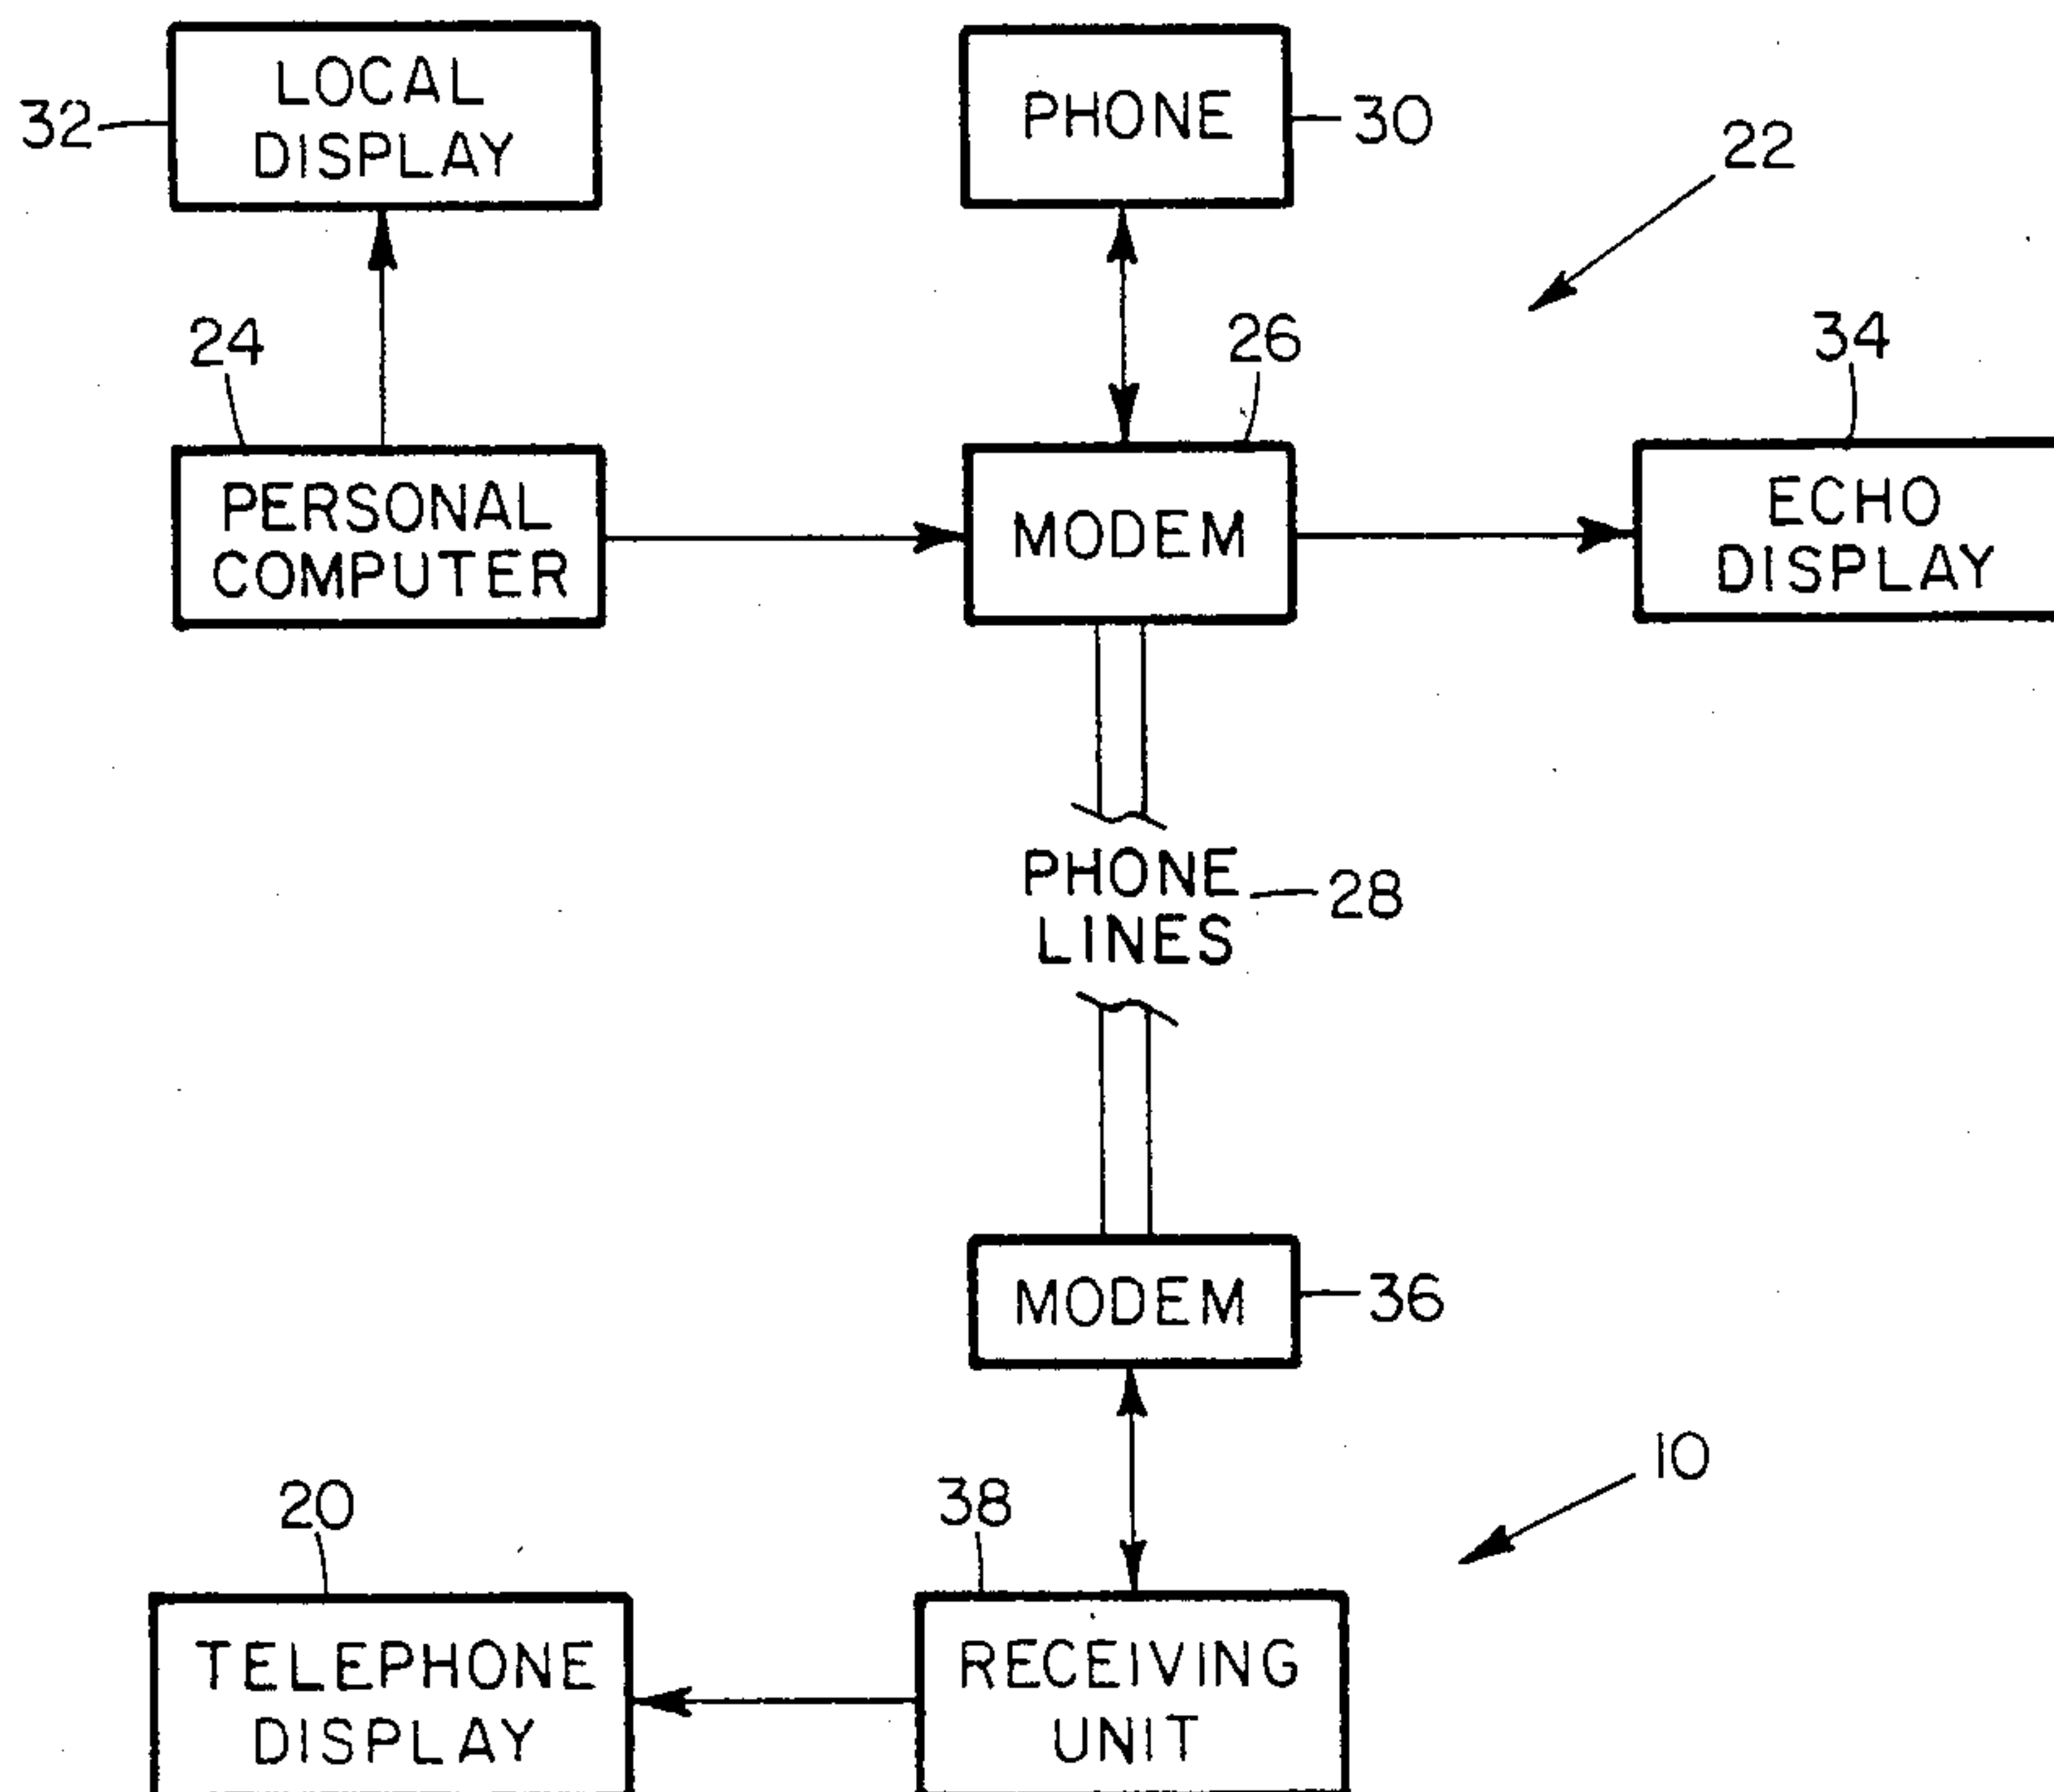 LOCAL
DISPLAY
32
PHONE
30
22
24
26
34
PERSONAL
COMPUTER
MODEM
ECHO
DISPLAY
PHONE
LINES
28
MODEM
36
10
20
38
TELEPHONE
DISPLAY
RECEIVING
UNIT